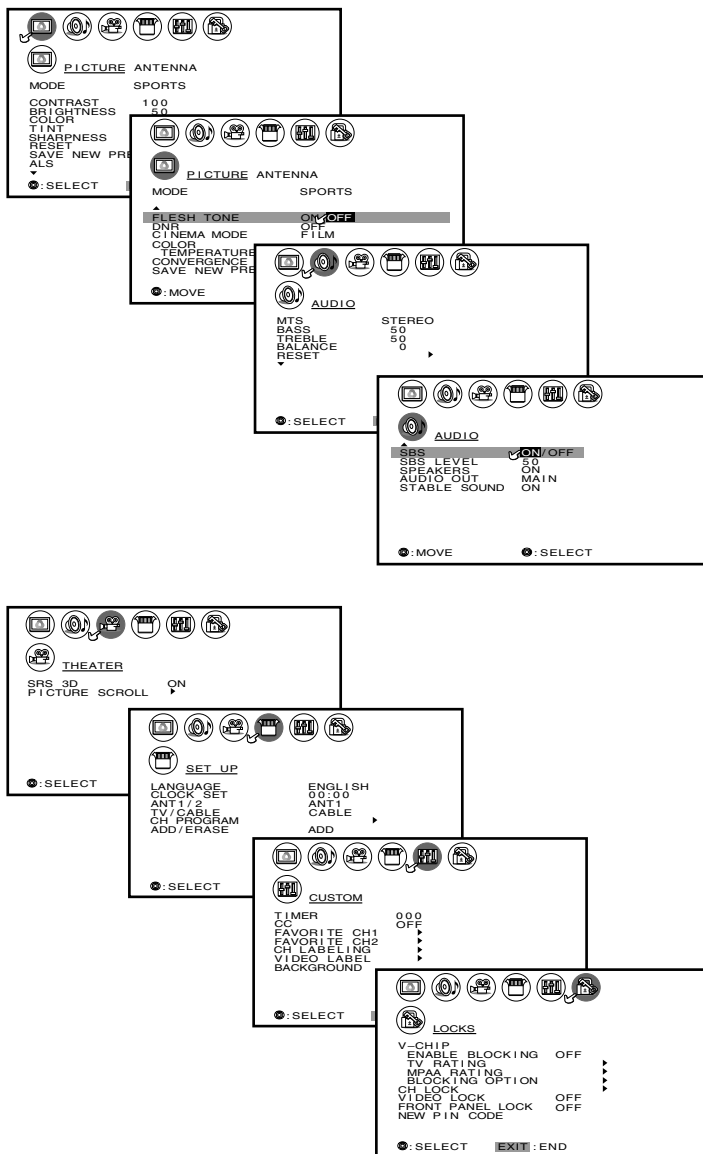 PICTURE ANTENNA
MODE SPORTS
CONTRAST 100
BRIGHTNESS 50
COLOR
TINT
SHARPNESS
RESET
SAVE NEW PRE
ALS
:SELECT
PICTURE ANTENNA
MODE SPORTS
FLESH TONE ON OFF
DNR OFF
CINEMA MODE FILM
COLOR
TEMPERATURE
CONVERGENCE
SAVE NEW PRE
:MOVE
AUDIO
MTS STEREO
BASS 50
TREBLE 50
BALANCE 0
RESET
:SELECT
AUDIO
SBS ON/OFF
SBS LEVEL 50
SPEAKERS ON
AUDIO OUT MAIN
STABLE SOUND ON
:MOVE :SELECT
THEATER
SRS 3D ON
PICTURE SCROLL
:SELECT
SET UP
LANGUAGE ENGLISH
CLOCK SET 00:00
ANT1/2 ANT1
TV/CABLE CABLE
CH PROGRAM
ADD/ERASE ADD
:SELECT
CUSTOM
TIMER 000
CC OFF
FAVORITE CH1
FAVORITE CH2
CH LABELING
VIDEO LABEL
BACKGROUND
:SELECT
LOCKS
V-CHIP
ENABLE BLOCKING OFF
TV RATING
MPAA RATING
BLOCKING OPTION
CH LOCK
VIDEO LOCK OFF
FRONT PANEL LOCK OFF
NEW PIN CODE
:SELECT EXIT :END